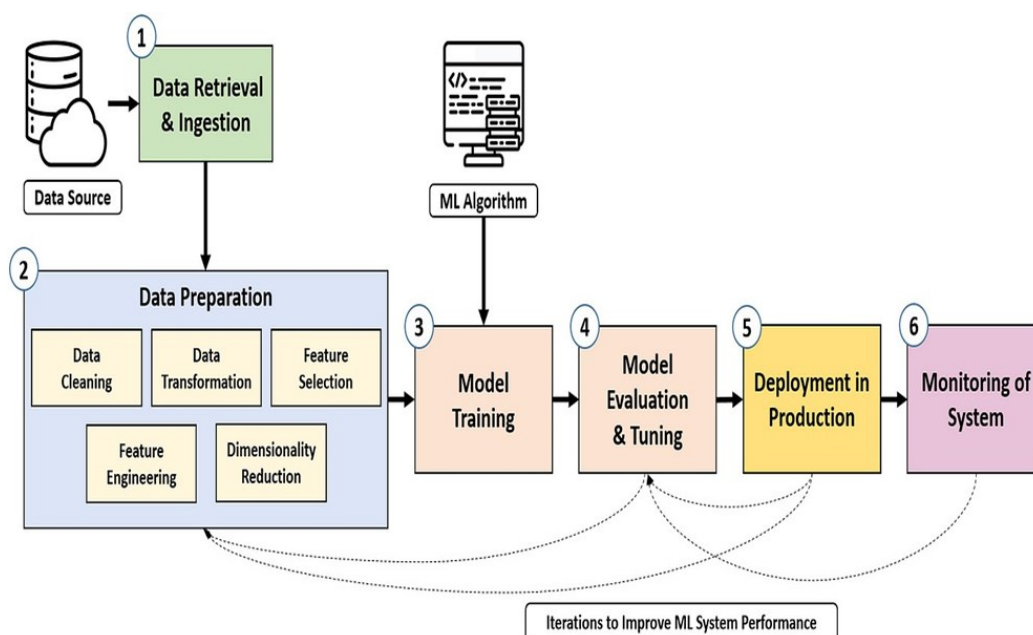 1
Data Retrieval
& Ingestion
Data Source
</>
ML Algorithm
2
Data Preparation
Data
Cleaning
Data
Transformation
Feature
Selection
Feature
Engineering
Dimensionality
Reduction
3
Model
Training
4
Model
Evaluation
& Tuning
5
Deployment in
Production
6
Monitoring of
System
Iterations to Improve ML System Performance